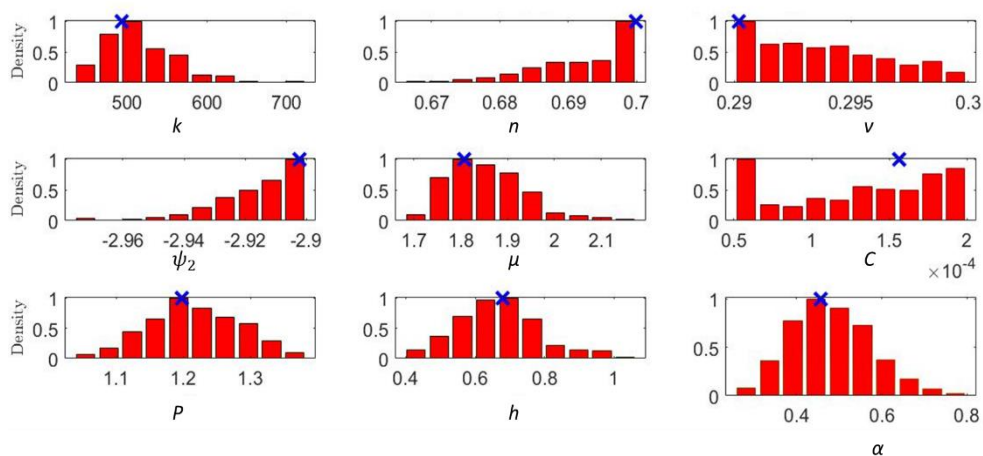 Density 1 0.5 0 1 0.5 0 1 0.5 0
500 600 700 0.67 0.68 0.69 0.7 0.29 0.295 0.3
k n ν
Density 1 0.5 0 1 0.5 0 1 0.5 0
-2.96 -2.94 -2.92 -2.9 1.7 1.8 1.9 2 2.1 0.5 1 1.5 2
×10⁻⁴
ψ₂ μ C
Density 1 0.5 0 1 0.5 0 1 0.5 0
1.1 1.2 1.3 0.4 0.6 0.8 1 0.4 0.6 0.8
P h α